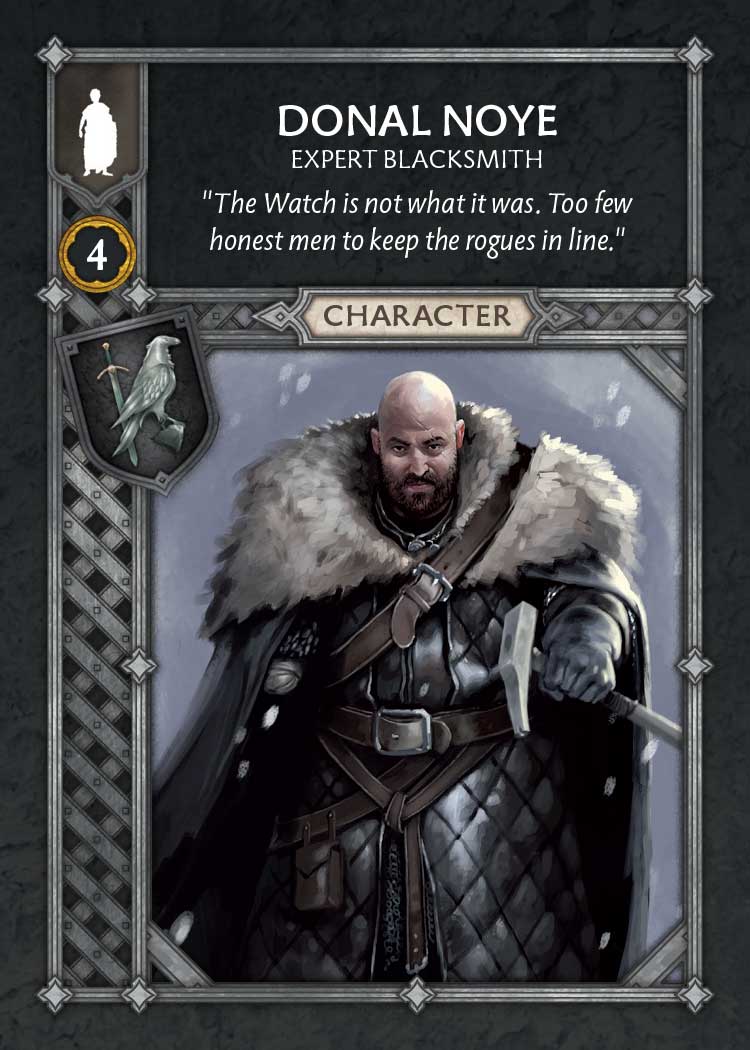 DONAL NOYE
EXPERT BLACKSMITH
"The Watch is not what it was. Too few
honest men to keep the rogues in line."
4
CHARACTER